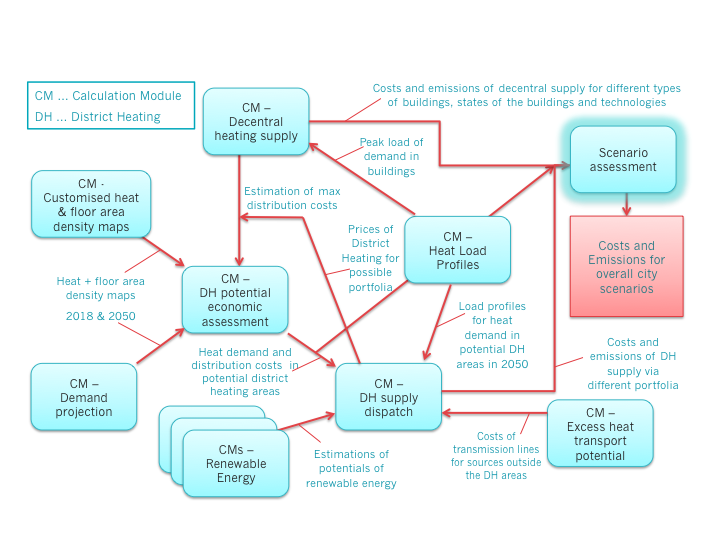 CM ... Calculation Module
DH ... District Heating
CM –
Decentral
heating supply
Costs and emissions of decentral supply for different types
of buildings, states of the buildings and technologies
Peak load of
demand in
buildings
Scenario
assessment
CM -
Customised heat
& floor area
density maps
Estimation of max
distribution costs
Prices of
District
Heating for
possible
portfolia
CM –
Heat Load
Profiles
Costs and
Emissions for
overall city
scenarios
Heat + floor area
density maps
2018 & 2050
CM –
DH potential
economic
assessment
Load profiles
for heat
demand in
potential DH
areas in 2050
Heat demand and
distribution costs in
potential district
heating areas
Costs and
emissions of DH
supply via
different portfolia
CM –
Demand
projection
CM –
DH supply
dispatch
CMs –
Renewable
Energy
Estimations of
potentials of
renewable energy
Costs of
transmission lines
for sources outside
the DH areas
CM –
Excess heat
transport
potential